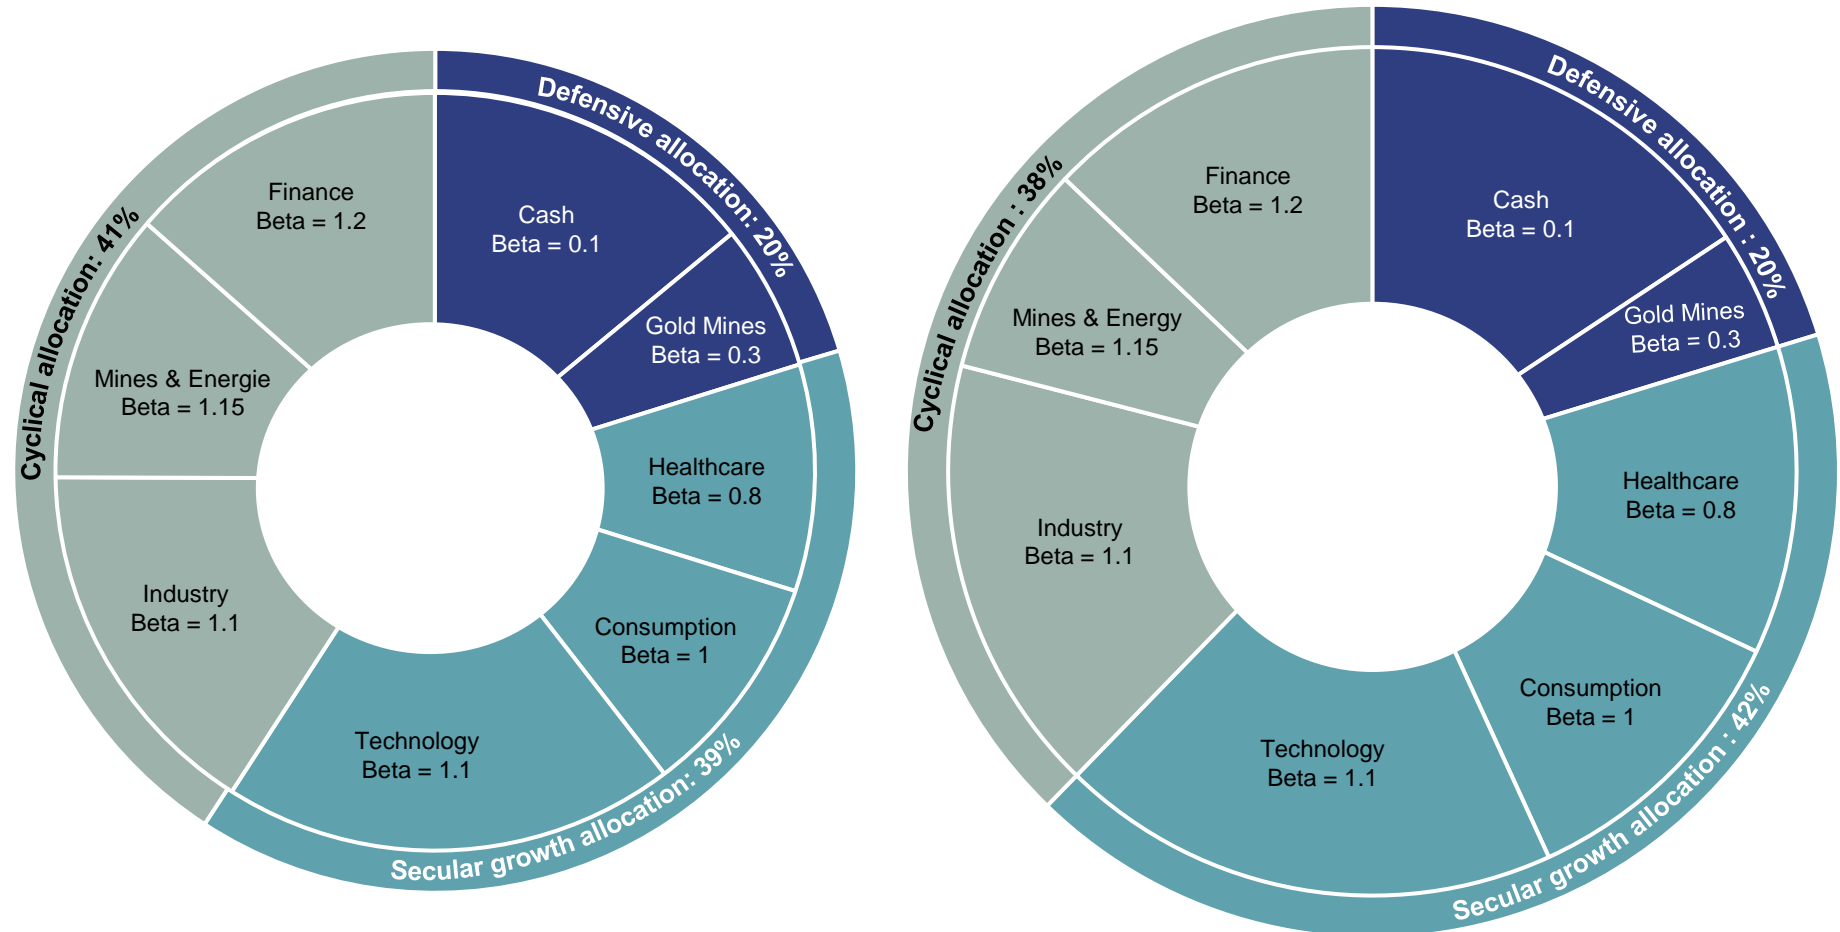 Defensive allocation: 20%
Cyclical allocation: 41%
Secular growth allocation: 39%
Finance
Beta = 1.2
Cash
Beta = 0.1
Gold Mines
Beta = 0.3
Mines & Energie
Beta = 1.15
Healthcare
Beta = 0.8
Industry
Beta = 1.1
Consumption
Beta = 1
Technology
Beta = 1.1
Defensive allocation : 20%
Cyclical allocation : 38%
Secular growth allocation : 42%
Finance
Beta = 1.2
Cash
Beta = 0.1
Gold Mines
Beta = 0.3
Mines & Energy
Beta = 1.15
Healthcare
Beta = 0.8
Industry
Beta = 1.1
Consumption
Beta = 1
Technology
Beta = 1.1